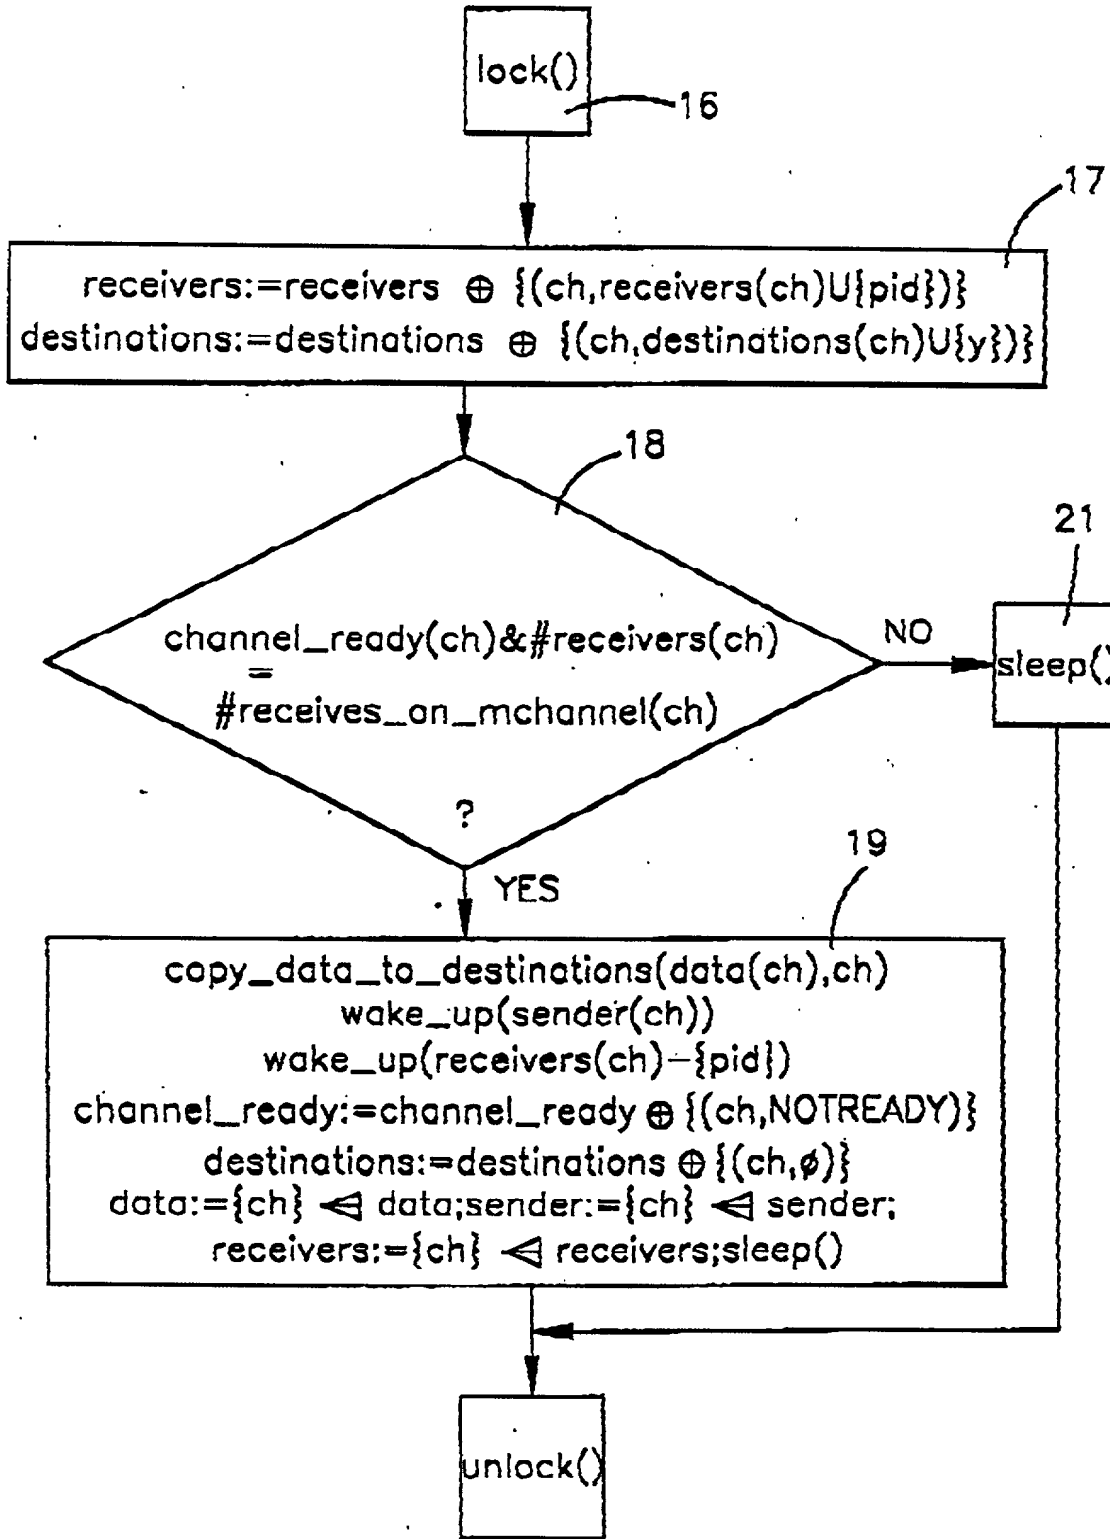 lock()
16
17
receivers:=receivers ⊕ {(ch,receivers(ch)U{pid})}
destinations:=destinations ⊕ {(ch,destinations(ch)U{y})}
18
channel_ready(ch)&#receivers(ch)
=
#receives_on_mchannel(ch)
?
NO
21
sleep()
YES
19
copy_data_to_destinations(data(ch),ch)
wake_up(sender(ch))
wake_up(receivers(ch)-{pid})
channel_ready:=channel_ready ⊕ {(ch,NOTREADY)}
destinations:=destinations ⊕ {(ch,ø)}
data:={ch} ⩤ data;sender:={ch} ⩤ sender;
receivers:={ch} ⩤ receivers;sleep()
unlock()